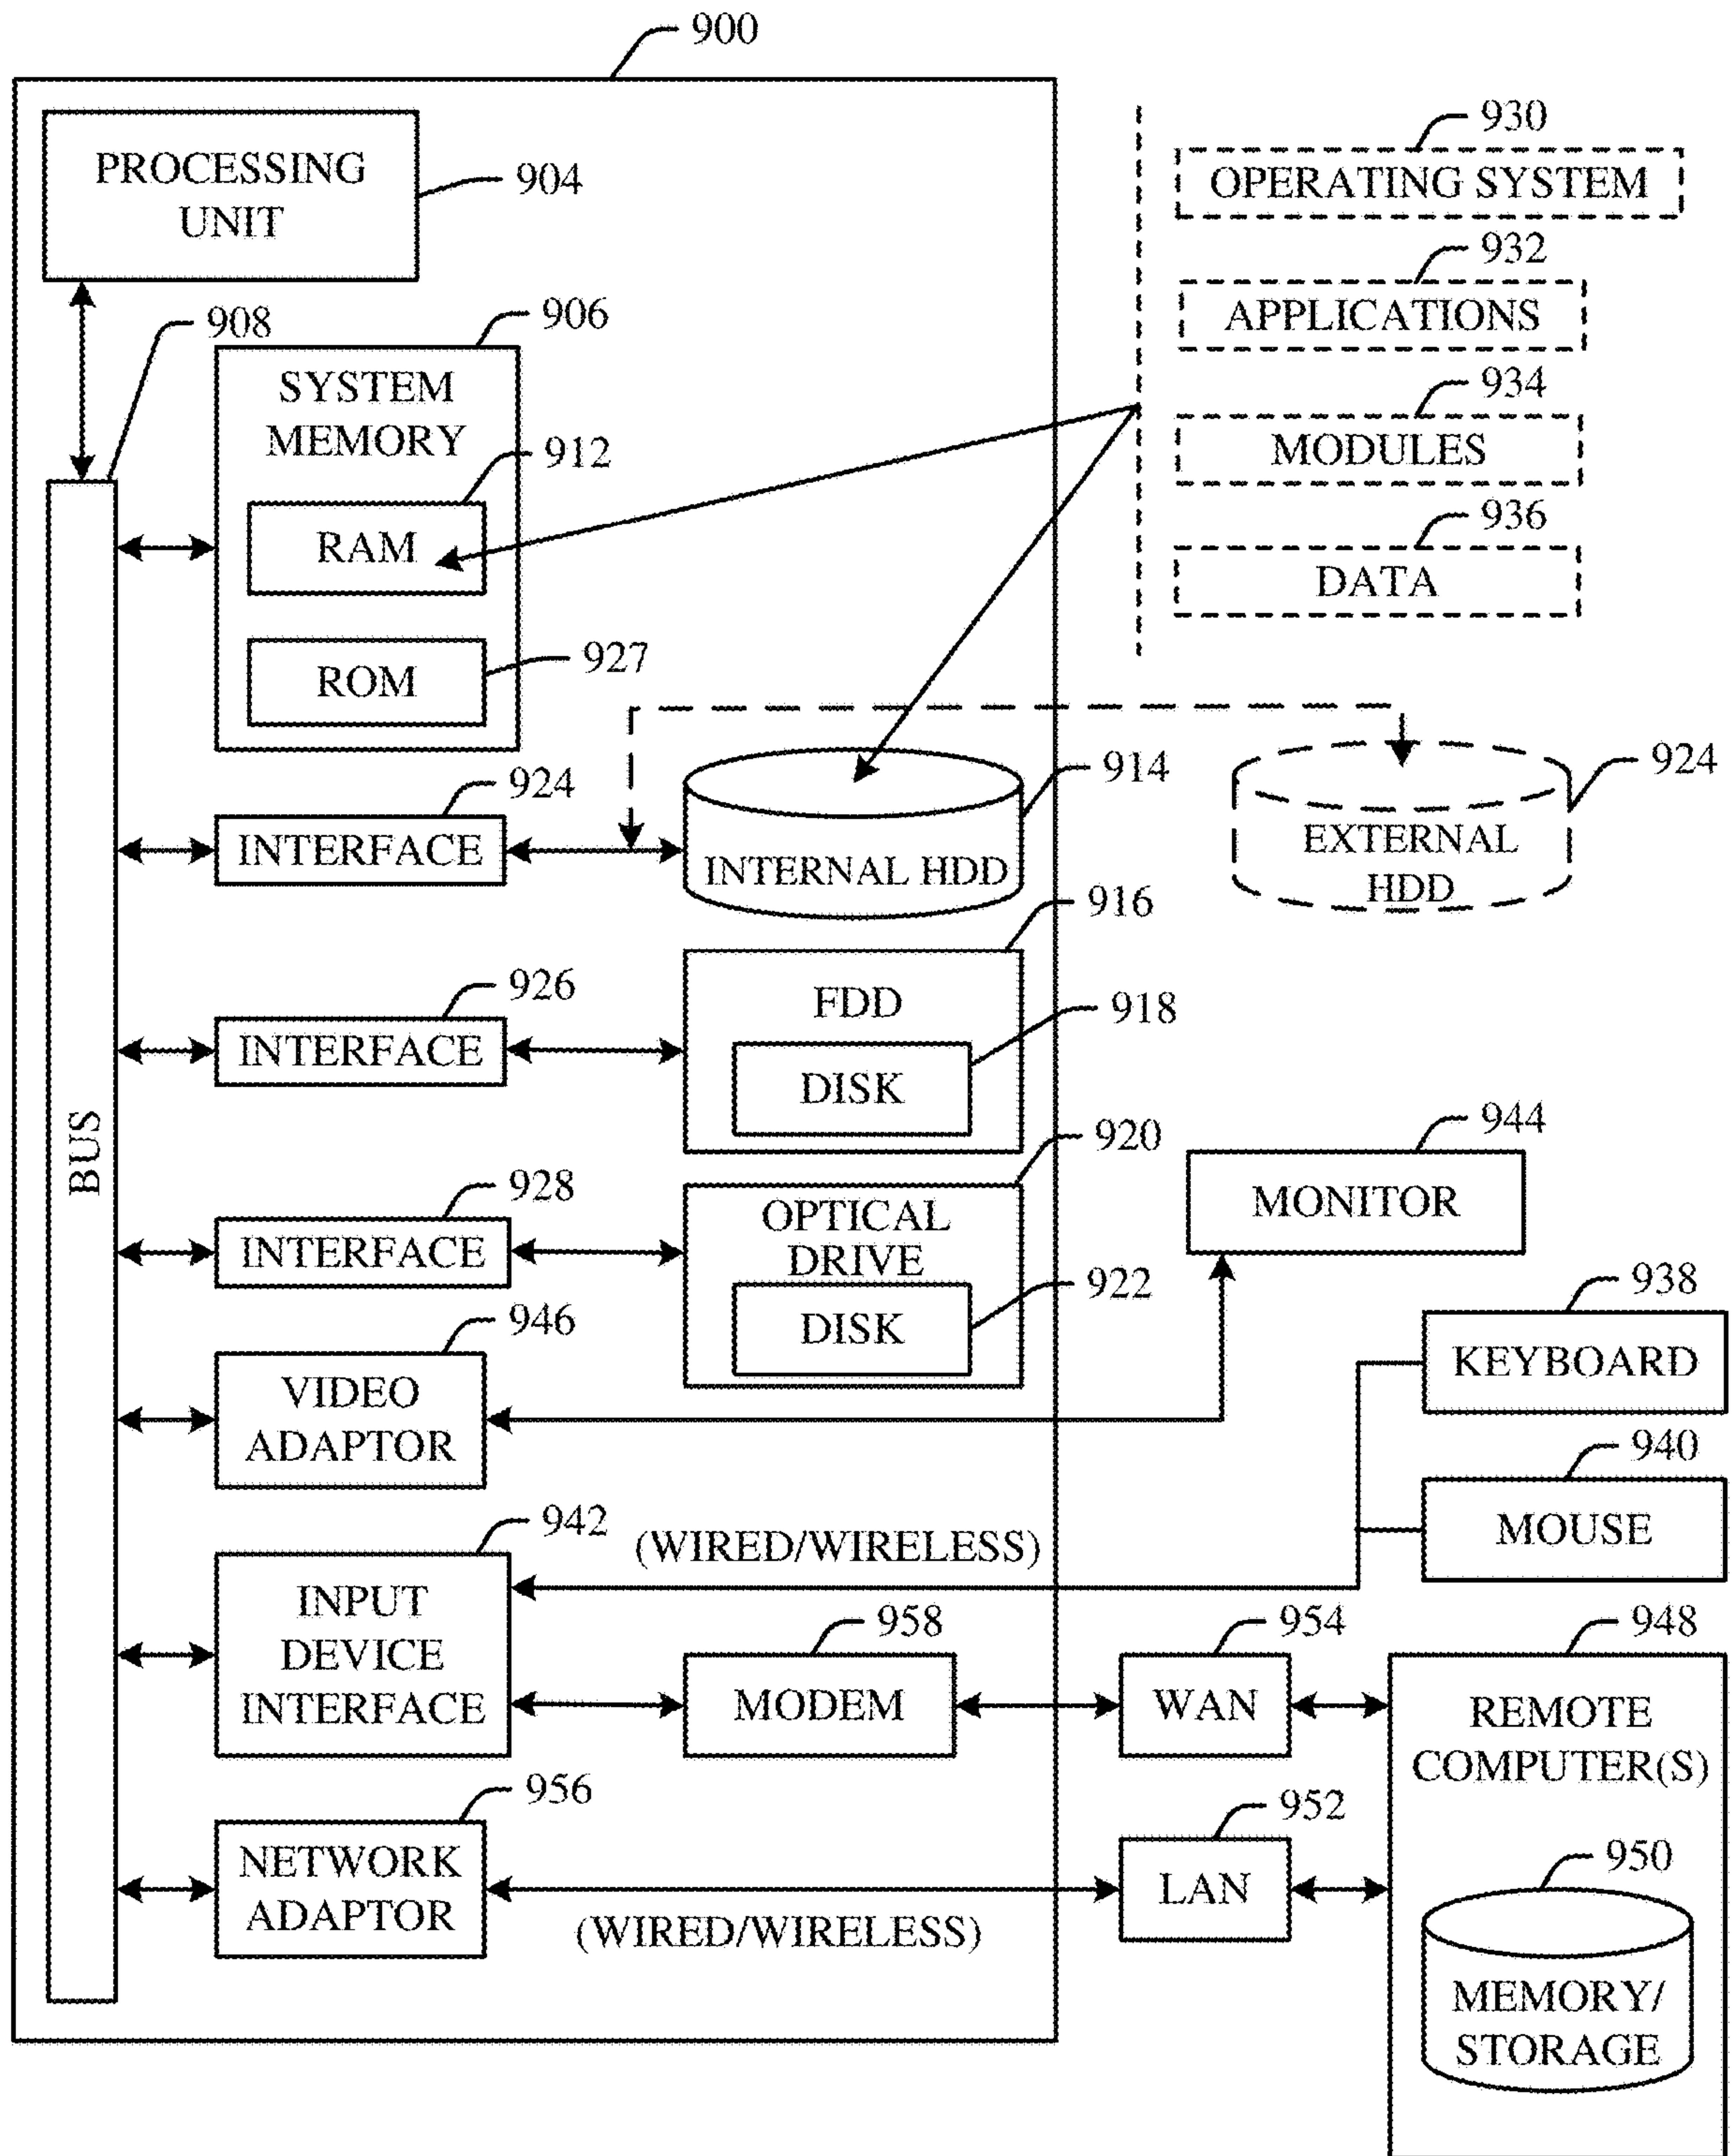 900
PROCESSING
UNIT
904
908
906
SYSTEM
MEMORY
912
RAM
ROM
927
930
OPERATING SYSTEM
932
APPLICATIONS
934
MODULES
936
DATA
924
INTERFACE
914
INTERNAL HDD
924
EXTERNAL
HDD
926
INTERFACE
916
FDD
918
DISK
BUS
928
INTERFACE
920
OPTICAL
DRIVE
922
DISK
944
MONITOR
946
VIDEO
ADAPTOR
938
KEYBOARD
940
MOUSE
942
INPUT
DEVICE
INTERFACE
(WIRED/WIRELESS)
958
MODEM
954
WAN
948
REMOTE
COMPUTER(S)
956
NETWORK
ADAPTOR
(WIRED/WIRELESS)
952
LAN
950
MEMORY/
STORAGE